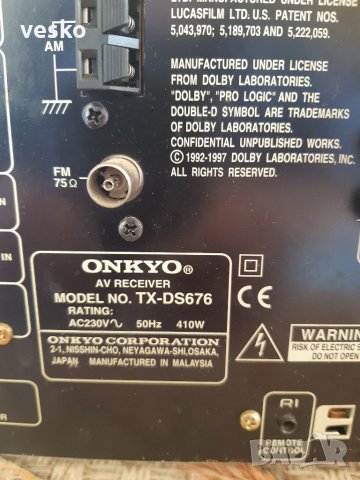 vesko
LUCASFILM LTD. U.S. PATENT NOS.
5,043,970; 5,189,703 AND 5,222,059.
AM
MANUFACTURED UNDER LICENSE
FROM DOLBY LABORATORIES.
"DOLBY", "PRO LOGIC" AND THE
DOUBLE-D SYMBOL ARE TRADEMARKS
OF DOLBY LABORATORIES.
CONFIDENTIAL UNPUBLISHED WORKS.
© 1992-1997 DOLBY LABORATORIES, INC.
ALL RIGHTS RESERVED.
FM
75Ω
IN
ONKYO®
AV RECEIVER
MODEL NO. TX-DS676
RATING:
AC230V∿ 50Hz 410W
ONKYO CORPORATION
2-1, NISSHIN-CHO, NEYAGAWA-SHI, OSAKA,
JAPAN MANUFACTURED IN MALAYSIA
CE
WARNING
RISK OF ELECTRIC
DO NOT OPEN
RI
REMOTE
CONTROL
BAZAR